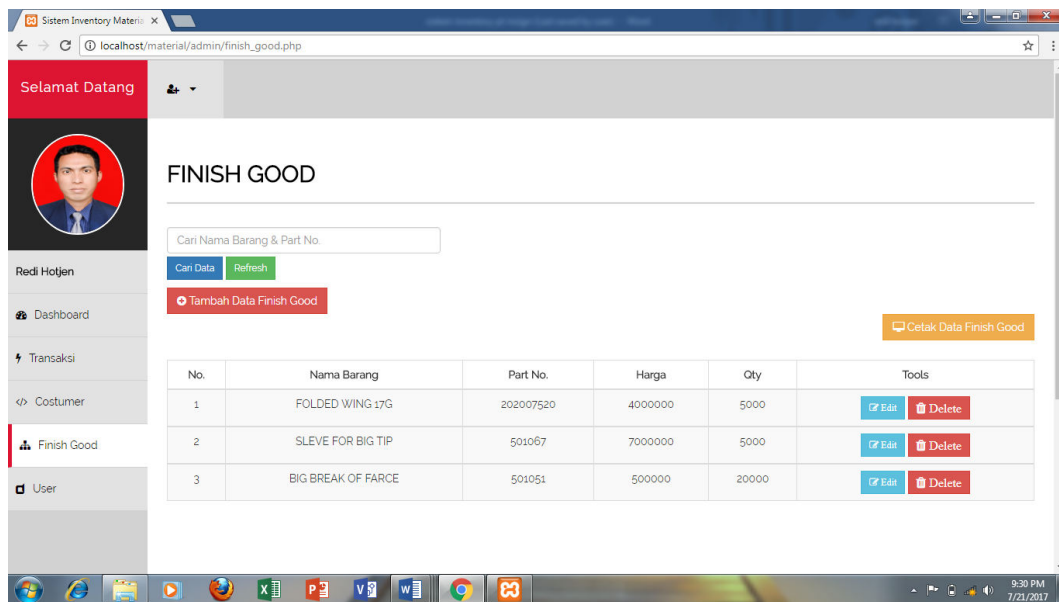 Sistem Inventory Materia
localhost/material/admin/finish_good.php
Selamat Datang
FINISH GOOD
Cari Nama Barang & Part No.
Cari Data Refresh
Redi Hotjen
Tambah Data Finish Good
Dashboard
Cetak Data Finish Good
Transaksi
No. Nama Barang Part No. Harga Qty Tools
Costumer
1 FOLDED WING 17G 202007520 4000000 5000 Edit Delete
Finish Good
2 SLEVE FOR BIG TIP 501067 7000000 5000 Edit Delete
User
3 BIG BREAK OF FARCE 501051 500000 20000 Edit Delete
9:30 PM
7/21/2017